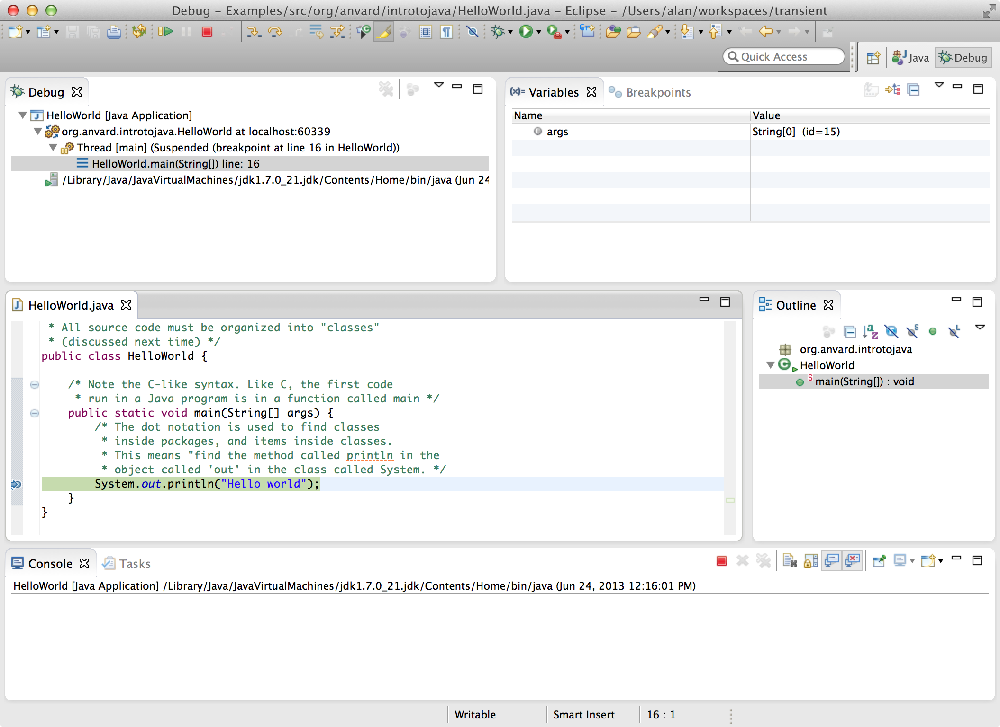 Debug – Examples/src/org/anvard/introtojava/HelloWorld.java – Eclipse – /Users/alan/workspaces/transient
Quick Access
Java
Debug
Debug
HelloWorld [Java Application]
org.anvard.introtojava.HelloWorld at localhost:60339
Thread [main] (Suspended (breakpoint at line 16 in HelloWorld))
HelloWorld.main(String[]) line: 16
/Library/Java/JavaVirtualMachines/jdk1.7.0_21.jdk/Contents/Home/bin/java (Jun 24
(x)= Variables
Breakpoints
Name
Value
args
String[0]  (id=15)
HelloWorld.java
 * All source code must be organized into "classes"
 * (discussed next time) */
public class HelloWorld {
    /* Note the C-like syntax. Like C, the first code
     * run in a Java program is in a function called main */
    public static void main(String[] args) {
        /* The dot notation is used to find classes
         * inside packages, and items inside classes.
         * This means "find the method called println in the
         * object called 'out' in the class called System. */
        System.out.println("Hello world");
    }
}
Outline
org.anvard.introtojava
HelloWorld
main(String[]) : void
Console
Tasks
HelloWorld [Java Application] /Library/Java/JavaVirtualMachines/jdk1.7.0_21.jdk/Contents/Home/bin/java (Jun 24, 2013 12:16:01 PM)
Writable
Smart Insert
16 : 1